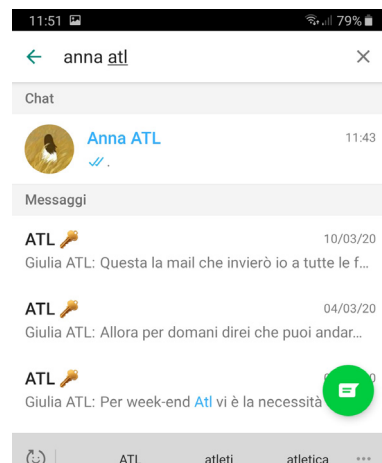 11:51 79%
anna atl
Chat
Anna ATL 11:43
.
Messaggi
ATL 10/03/20
Giulia ATL: Questa la mail che invierò io a tutte le f...
ATL 04/03/20
Giulia ATL: Allora per domani direi che puoi andar...
ATL
Giulia ATL: Per week-end Atl vi è la necessità
ATL atleti atletica ...